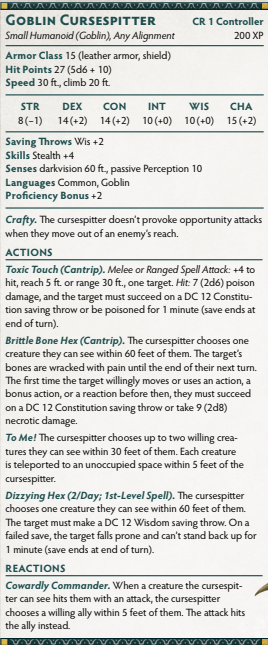 Goblin Cursespitter CR 1 Controller
Small Humanoid (Goblin), Any Alignment 200 XP
Armor Class 15 (leather armor, shield)
Hit Points 27 (5d6 + 10)
Speed 30 ft., climb 20 ft.
STR DEX CON INT WIS CHA
8 (−1) 14 (+2) 14 (+2) 10 (+0) 10 (+0) 15 (+2)
Saving Throws Wis +2
Skills Stealth +4
Senses darkvision 60 ft., passive Perception 10
Languages Common, Goblin
Proficiency Bonus +2
Crafty. The cursespitter doesn't provoke opportunity attacks
when they move out of an enemy's reach.
Actions
Toxic Touch (Cantrip). Melee or Ranged Spell Attack: +4 to
hit, reach 5 ft. or range 30 ft., one target. Hit: 7 (2d6) poison
damage, and the target must succeed on a DC 12 Constitu-
tion saving throw or be poisoned for 1 minute (save ends at
end of turn).
Brittle Bone Hex (Cantrip). The cursespitter chooses one
creature they can see within 60 feet of them. The target's
bones are wracked with pain until the end of their next turn.
The first time the target willingly moves or uses an action, a
bonus action, or a reaction before then, they must succeed
on a DC 12 Constitution saving throw or take 9 (2d8)
necrotic damage.
To Me! The cursespitter chooses up to two willing crea-
tures they can see within 30 feet of them. Each creature
is teleported to an unoccupied space within 5 feet of the
cursespitter.
Dizzying Hex (2/Day; 1st-Level Spell). The cursespitter
chooses one creature they can see within 60 feet of them.
The target must make a DC 12 Wisdom saving throw. On a
failed save, the target falls prone and can't stand back up for
1 minute (save ends at end of turn).
Reactions
Cowardly Commander. When a creature the cursespit-
ter can see hits them with an attack, the cursespitter
chooses a willing ally within 5 feet of them. The attack hits
the ally instead.